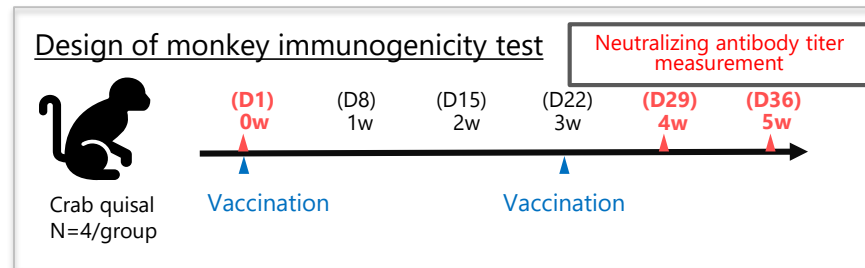 Design of monkey immunogenicity test
Neutralizing antibody titer
measurement
(D1) (D8) (D15) (D22) (D29) (D36)
0w 1w 2w 3w 4w 5w
Vaccination Vaccination
Crab quisal
N=4/group